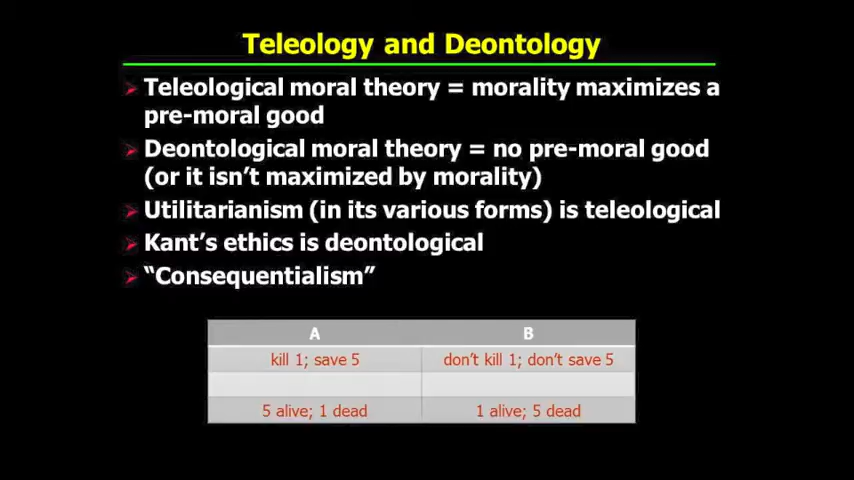 Teleology and Deontology
Teleological moral theory = morality maximizes a
pre-moral good
Deontological moral theory = no pre-moral good
(or it isn't maximized by morality)
Utilitarianism (in its various forms) is teleological
Kant's ethics is deontological
“Consequentialism”
A B
kill 1; save 5 don't kill 1; don't save 5
5 alive; 1 dead 1 alive; 5 dead